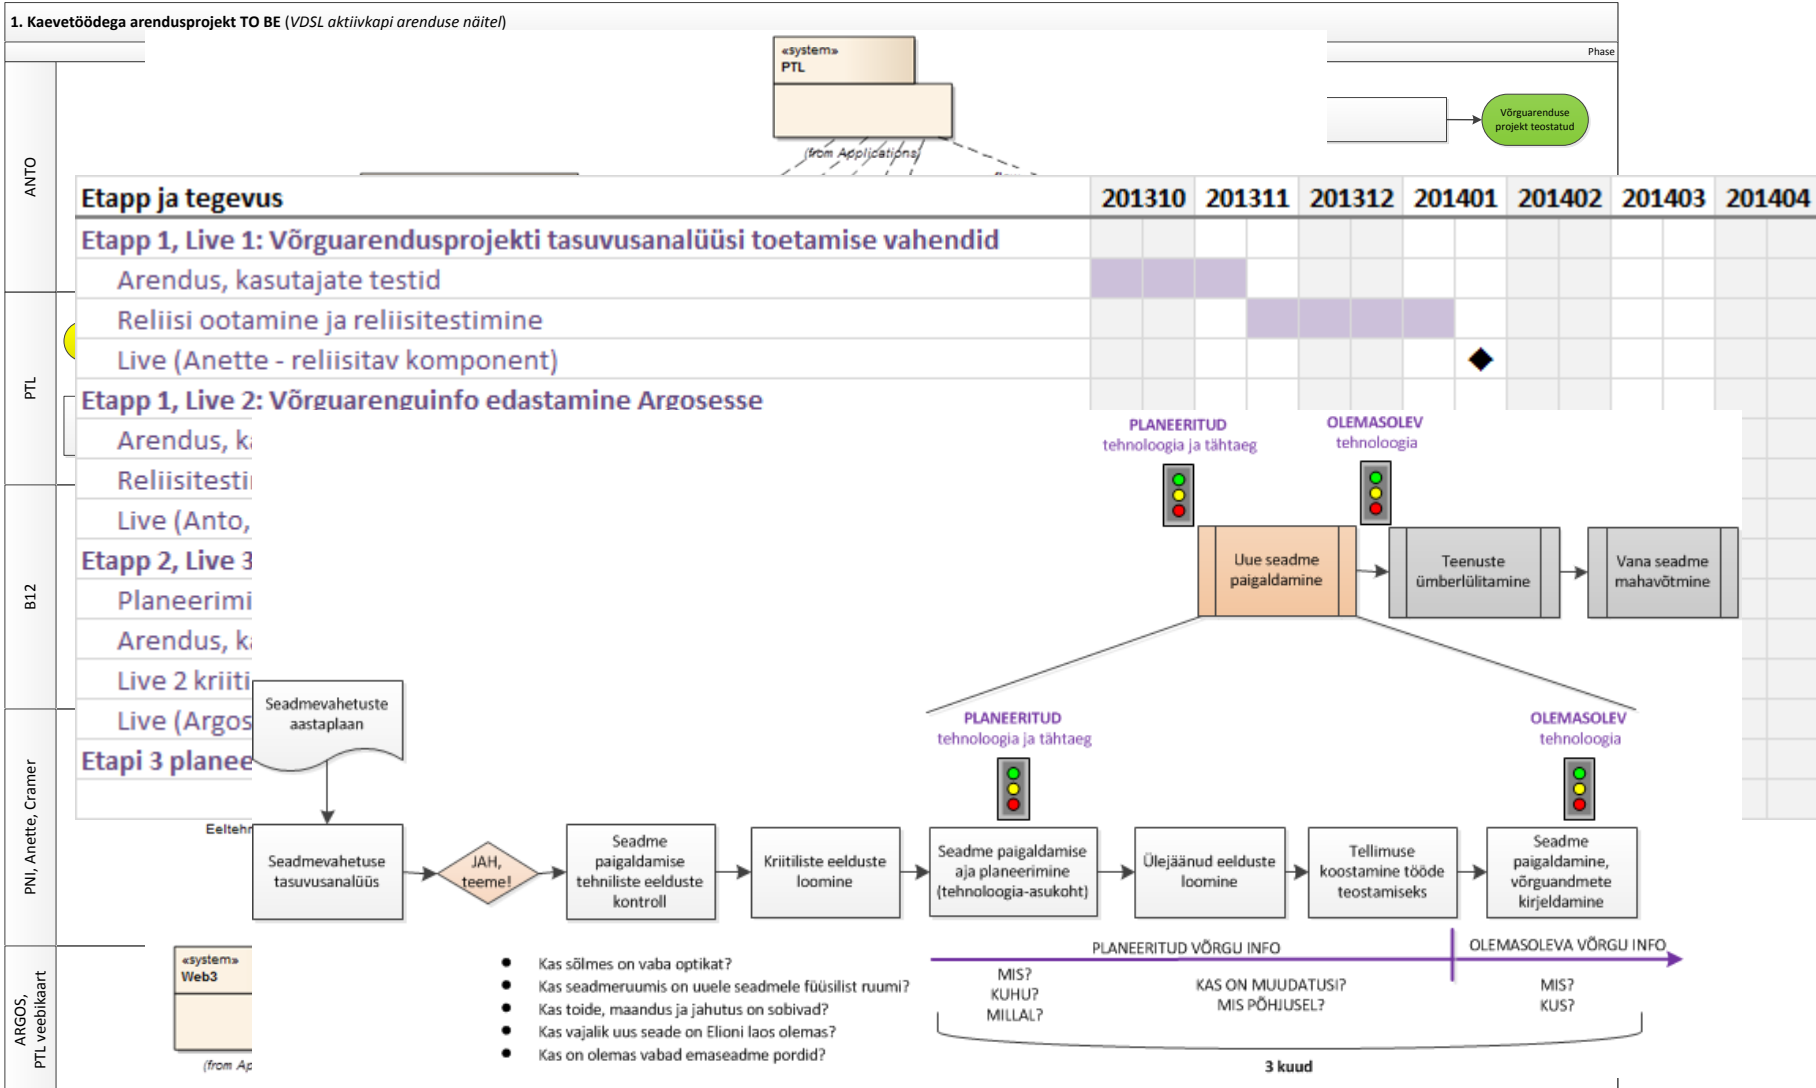 1. Kaevetöödega arendusprojekt TO BE (VDSL aktiivkapi arenduse näitel)
Phase
«system»
PTL
(from Applications)
Võrguarenduse
projekt teostatud
ANTO
PTL
B12
PNI, Anette, Cramer
ARGOS,
PTL veebikaart
Etapp ja tegevus 201310 201311 201312 201401 201402 201403 201404
Etapp 1, Live 1: Võrguarendusprojekti tasuvusanalüüsi toetamise vahendid
Arendus, kasutajate testid
Reliisi ootamine ja reliisitestimine
Live (Anette - reliisitav komponent)
Etapp 1, Live 2: Võrguarenguinfo edastamine Argosesse
Arendus, ka
Reliisitesti
Live (Anto,
Etapp 2, Live 3
Planeerimi
Arendus, ka
Live 2 kriiti
Live (Argos
Etapi 3 planee
Eeltehn
PLANEERITUD
tehnoloogia ja tähtaeg
OLEMASOLEV
tehnoloogia
Uue seadme
paigaldamine
Teenuste
ümberlülitamine
Vana seadme
mahavõtmine
Seadmevahetuste
aastaplaan
PLANEERITUD
tehnoloogia ja tähtaeg
OLEMASOLEV
tehnoloogia
Seadmevahetuse
tasuvusanalüüs
JAH,
teeme!
Seadme
paigaldamise
tehniliste eelduste
kontroll
Kriitiliste eelduste
loomine
Seadme paigaldamise
aja planeerimine
(tehnoloogia-asukoht)
Ülejäänud eelduste
loomine
Tellimuse
koostamine tööde
teostamiseks
Seadme
paigaldamine,
võrguandmete
kirjeldamine
«system»
Web3
(from Ap
● Kas sõlmes on vaba optikat?
● Kas seadmeruumis on uuele seadmele füüsilist ruumi?
● Kas toide, maandus ja jahutus on sobivad?
● Kas vajalik uus seade on Elioni laos olemas?
● Kas on olemas vabad emaseadme pordid?
PLANEERITUD VÕRGU INFO
OLEMASOLEVA VÕRGU INFO
MIS?
KUHU?
MILLAL?
KAS ON MUUDATUSI?
MIS PÕHJUSEL?
MIS?
KUS?
3 kuud